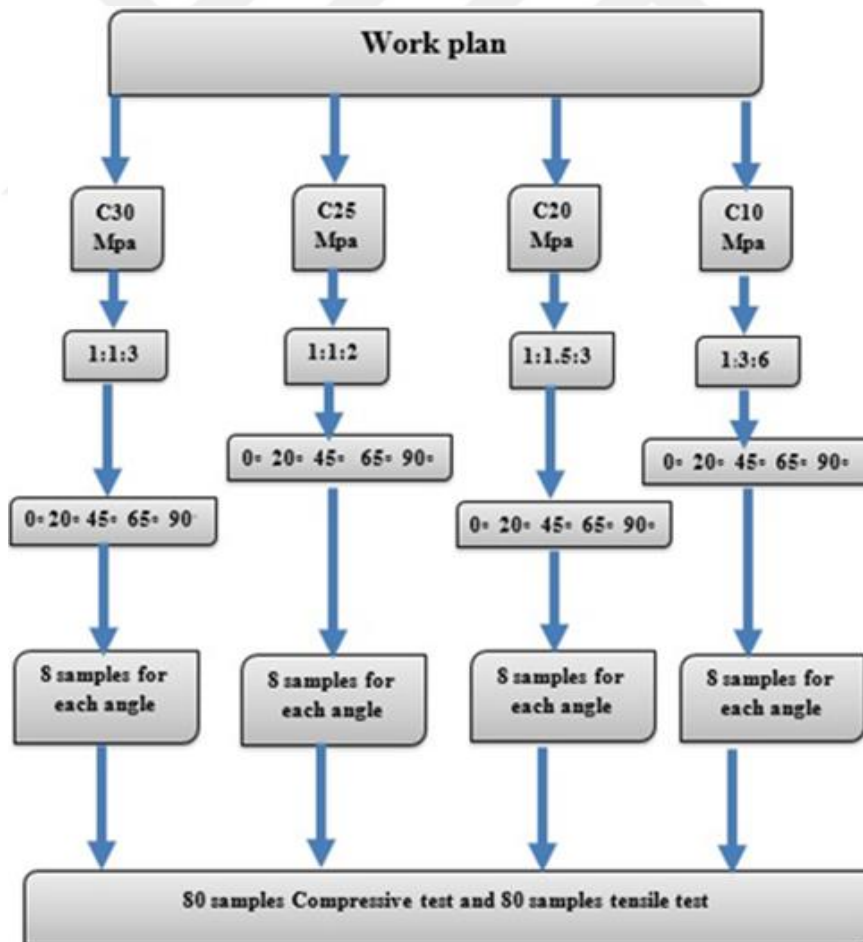 Work plan
C30
Mpa
C25
Mpa
C20
Mpa
C10
Mpa
1:1:3
1:1:2
1:1.5:3
1:3:6
0° 20° 45° 65° 90°
0° 20° 45° 65° 90°
0° 20° 45° 65° 90°
0° 20° 45° 65° 90°
8 samples for
each angle
8 samples for
each angle
8 samples for
each angle
8 samples for
each angle
80 samples Compressive test and 80 samples tensile test